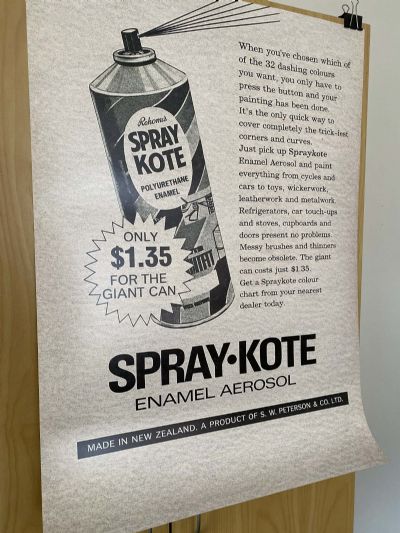 When you've chosen which of
of the 32 dashing colours
you want, you only have to
press the button and your
painting has been done.
It's the only quick way to
cover completely the trick-iest
corners and curves.
Just pick up Spraykote
Enamel Aerosol and paint
everything from cycles and
cars to toys, wickerwork,
leatherwork and metalwork.
Refrigerators, car touch-ups
and stoves, cupboards and
doors present no problems.
Messy brushes and thinners
become obsolete. The giant
can costs just $1.35.
Get a Spraykote colour
chart from your nearest
dealer today.
SPRAY
KOTE
POLYURETHANE
ENAMEL
ONLY
$1.35
FOR THE
GIANT CAN
SPRAY•KOTE
ENAMEL AEROSOL
MADE IN NEW ZEALAND. A PRODUCT OF S. W. PETERSON & CO. LTD.